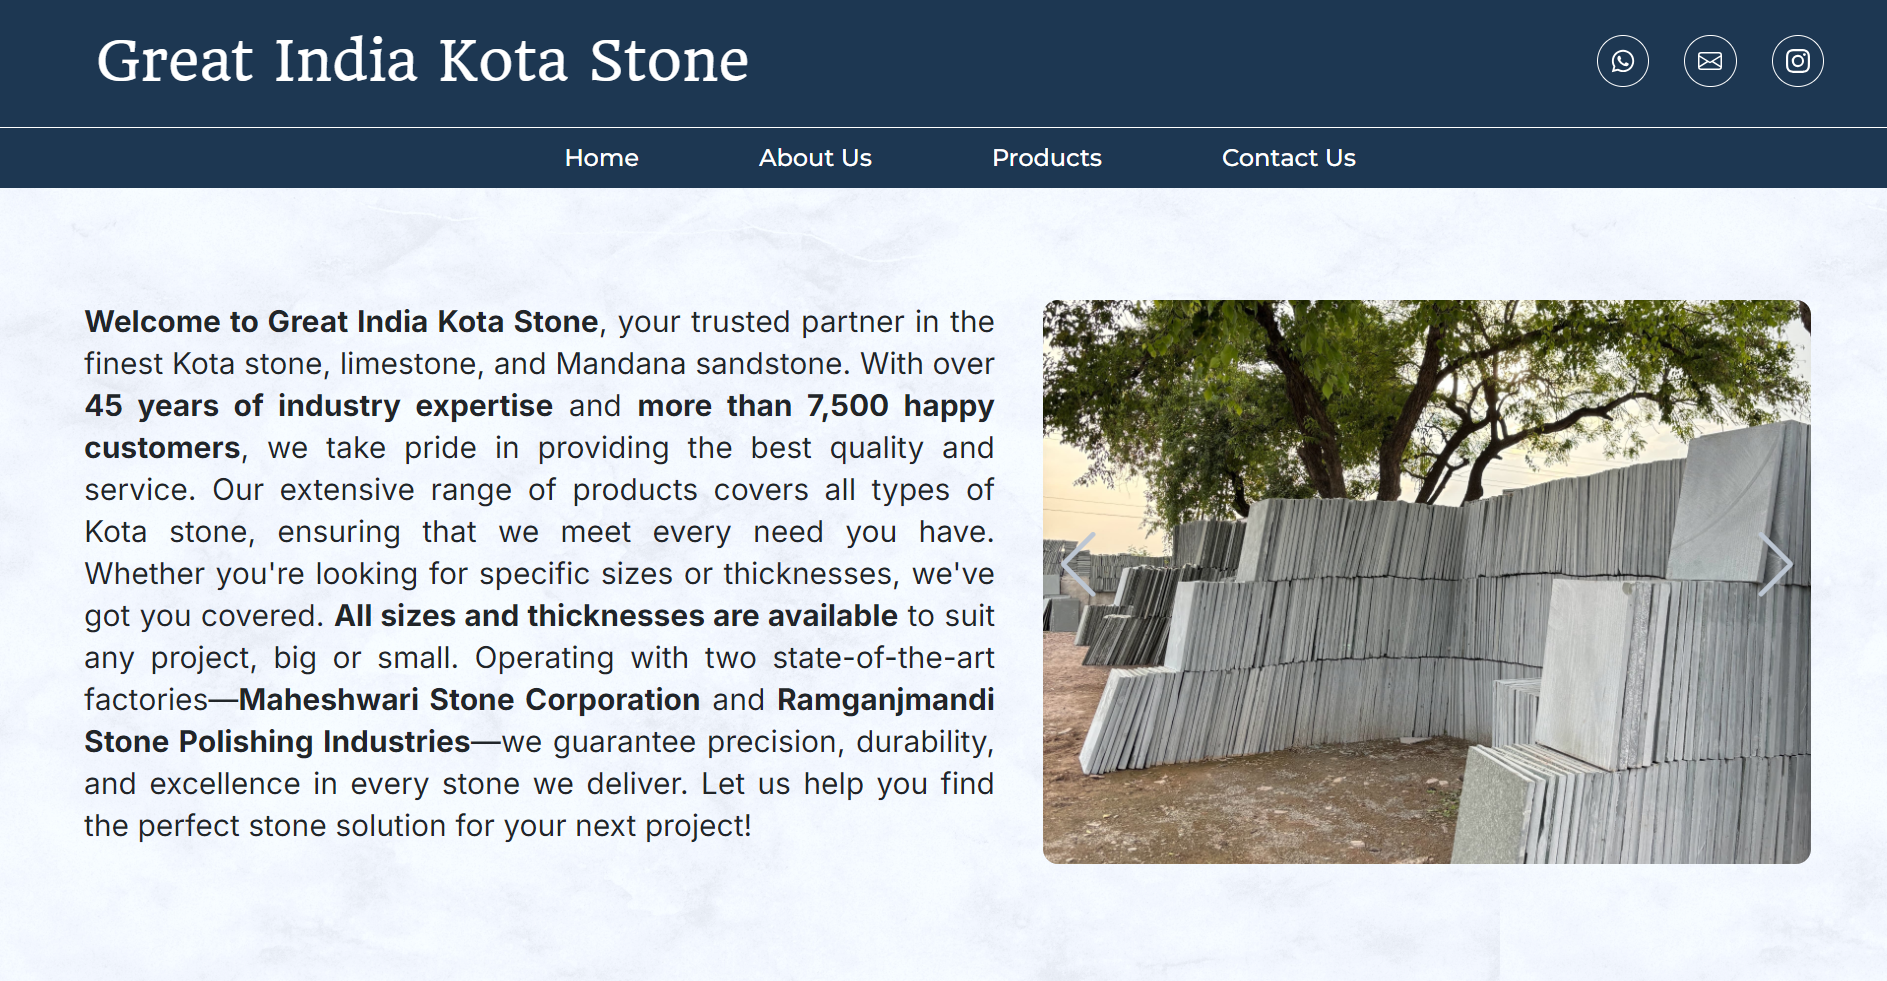 Great India Kota Stone
Home About Us Products Contact Us
Welcome to Great India Kota Stone, your trusted partner in the
finest Kota stone, limestone, and Mandana sandstone. With over
45 years of industry expertise and more than 7,500 happy
customers, we take pride in providing the best quality and
service. Our extensive range of products covers all types of
Kota stone, ensuring that we meet every need you have.
Whether you're looking for specific sizes or thicknesses, we've
got you covered. All sizes and thicknesses are available to suit
any project, big or small. Operating with two state-of-the-art
factories—Maheshwari Stone Corporation and Ramganjmandi
Stone Polishing Industries—we guarantee precision, durability,
and excellence in every stone we deliver. Let us help you find
the perfect stone solution for your next project!